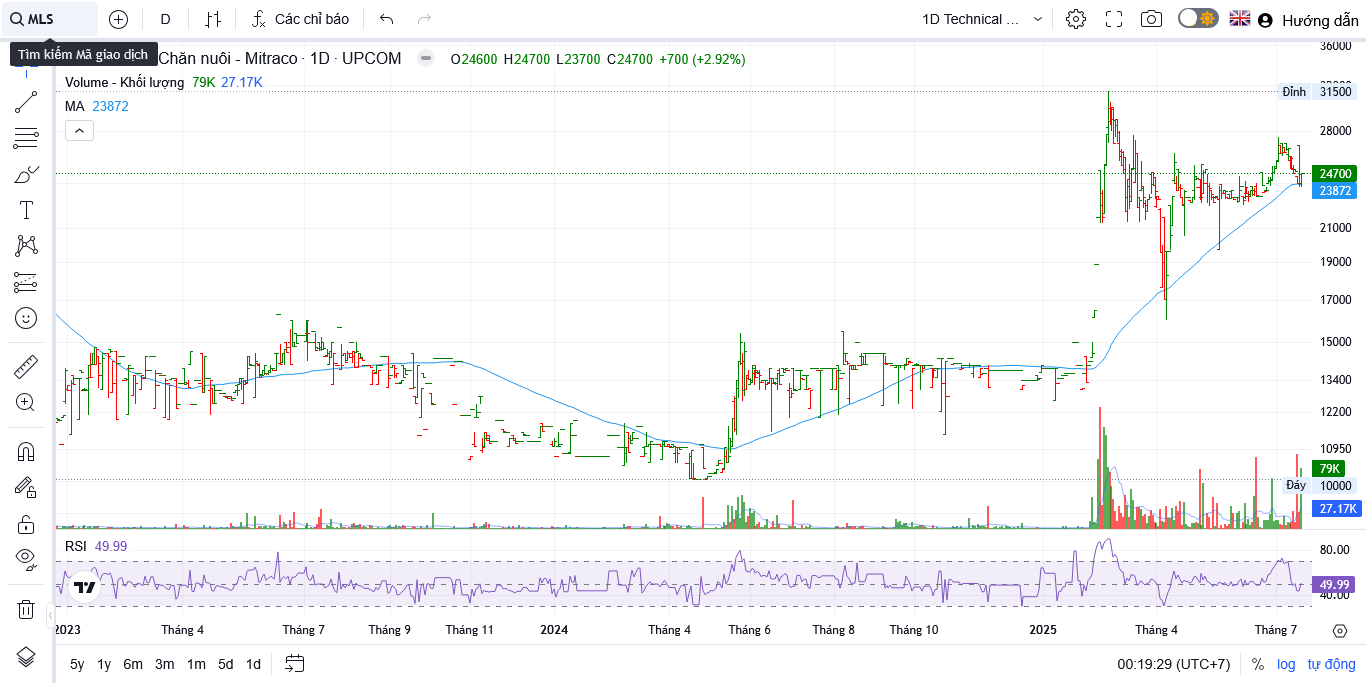 MLS
D
Các chỉ báo
1D Technical ...
Hướng dẫn
Tìm kiếm Mã giao dịch
Chăn nuôi - Mitraco · 1D · UPCOM
O24600 H24700 L23700 C24700 +700 (+2.92%)
Volume - Khối lượng 79K 27.17K
MA 23872
36000
Đỉnh 31500
28000
24700
23872
21000
19000
17000
15000
13400
12200
10950
79K
Đáy 10000
27.17K
RSI 49.99
80.00
49.99
40.00
2023 Tháng 4 Tháng 7 Tháng 9 Tháng 11 2024 Tháng 4 Tháng 6 Tháng 8 Tháng 10 2025 Tháng 4 Tháng 7
5y 1y 6m 3m 1m 5d 1d
00:19:29 (UTC+7) % log tự động